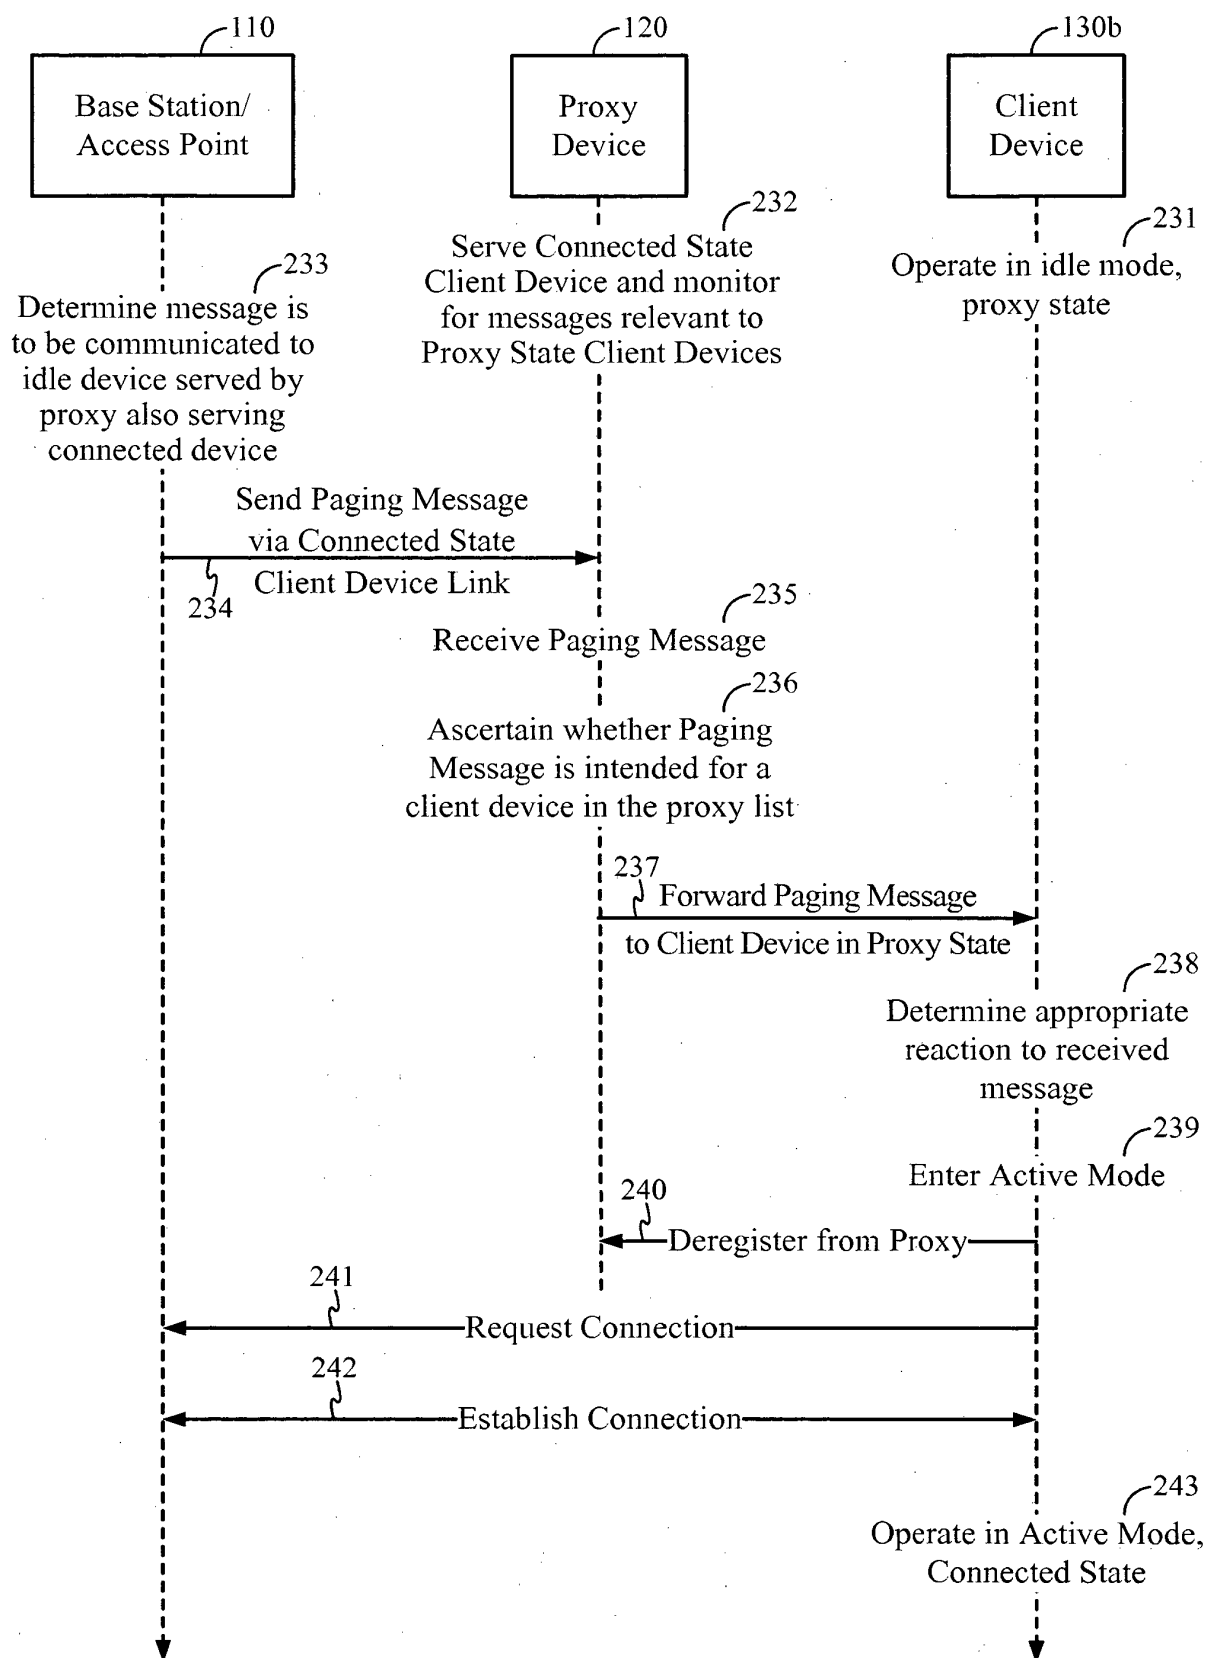 110
120
130b
Base Station/
Access Point
Proxy
Device
Client
Device
232
Serve Connected State
Client Device and monitor
for messages relevant to
Proxy State Client Devices
231
Operate in idle mode,
proxy state
233
Determine message is
to be communicated to
idle device served by
proxy also serving
connected device
Send Paging Message
via Connected State
Client Device Link
234
235
Receive Paging Message
236
Ascertain whether Paging
Message is intended for a
client device in the proxy list
237
Forward Paging Message
to Client Device in Proxy State
238
Determine appropriate
reaction to received
message
239
Enter Active Mode
240
Deregister from Proxy
241
Request Connection
242
Establish Connection
243
Operate in Active Mode,
Connected State